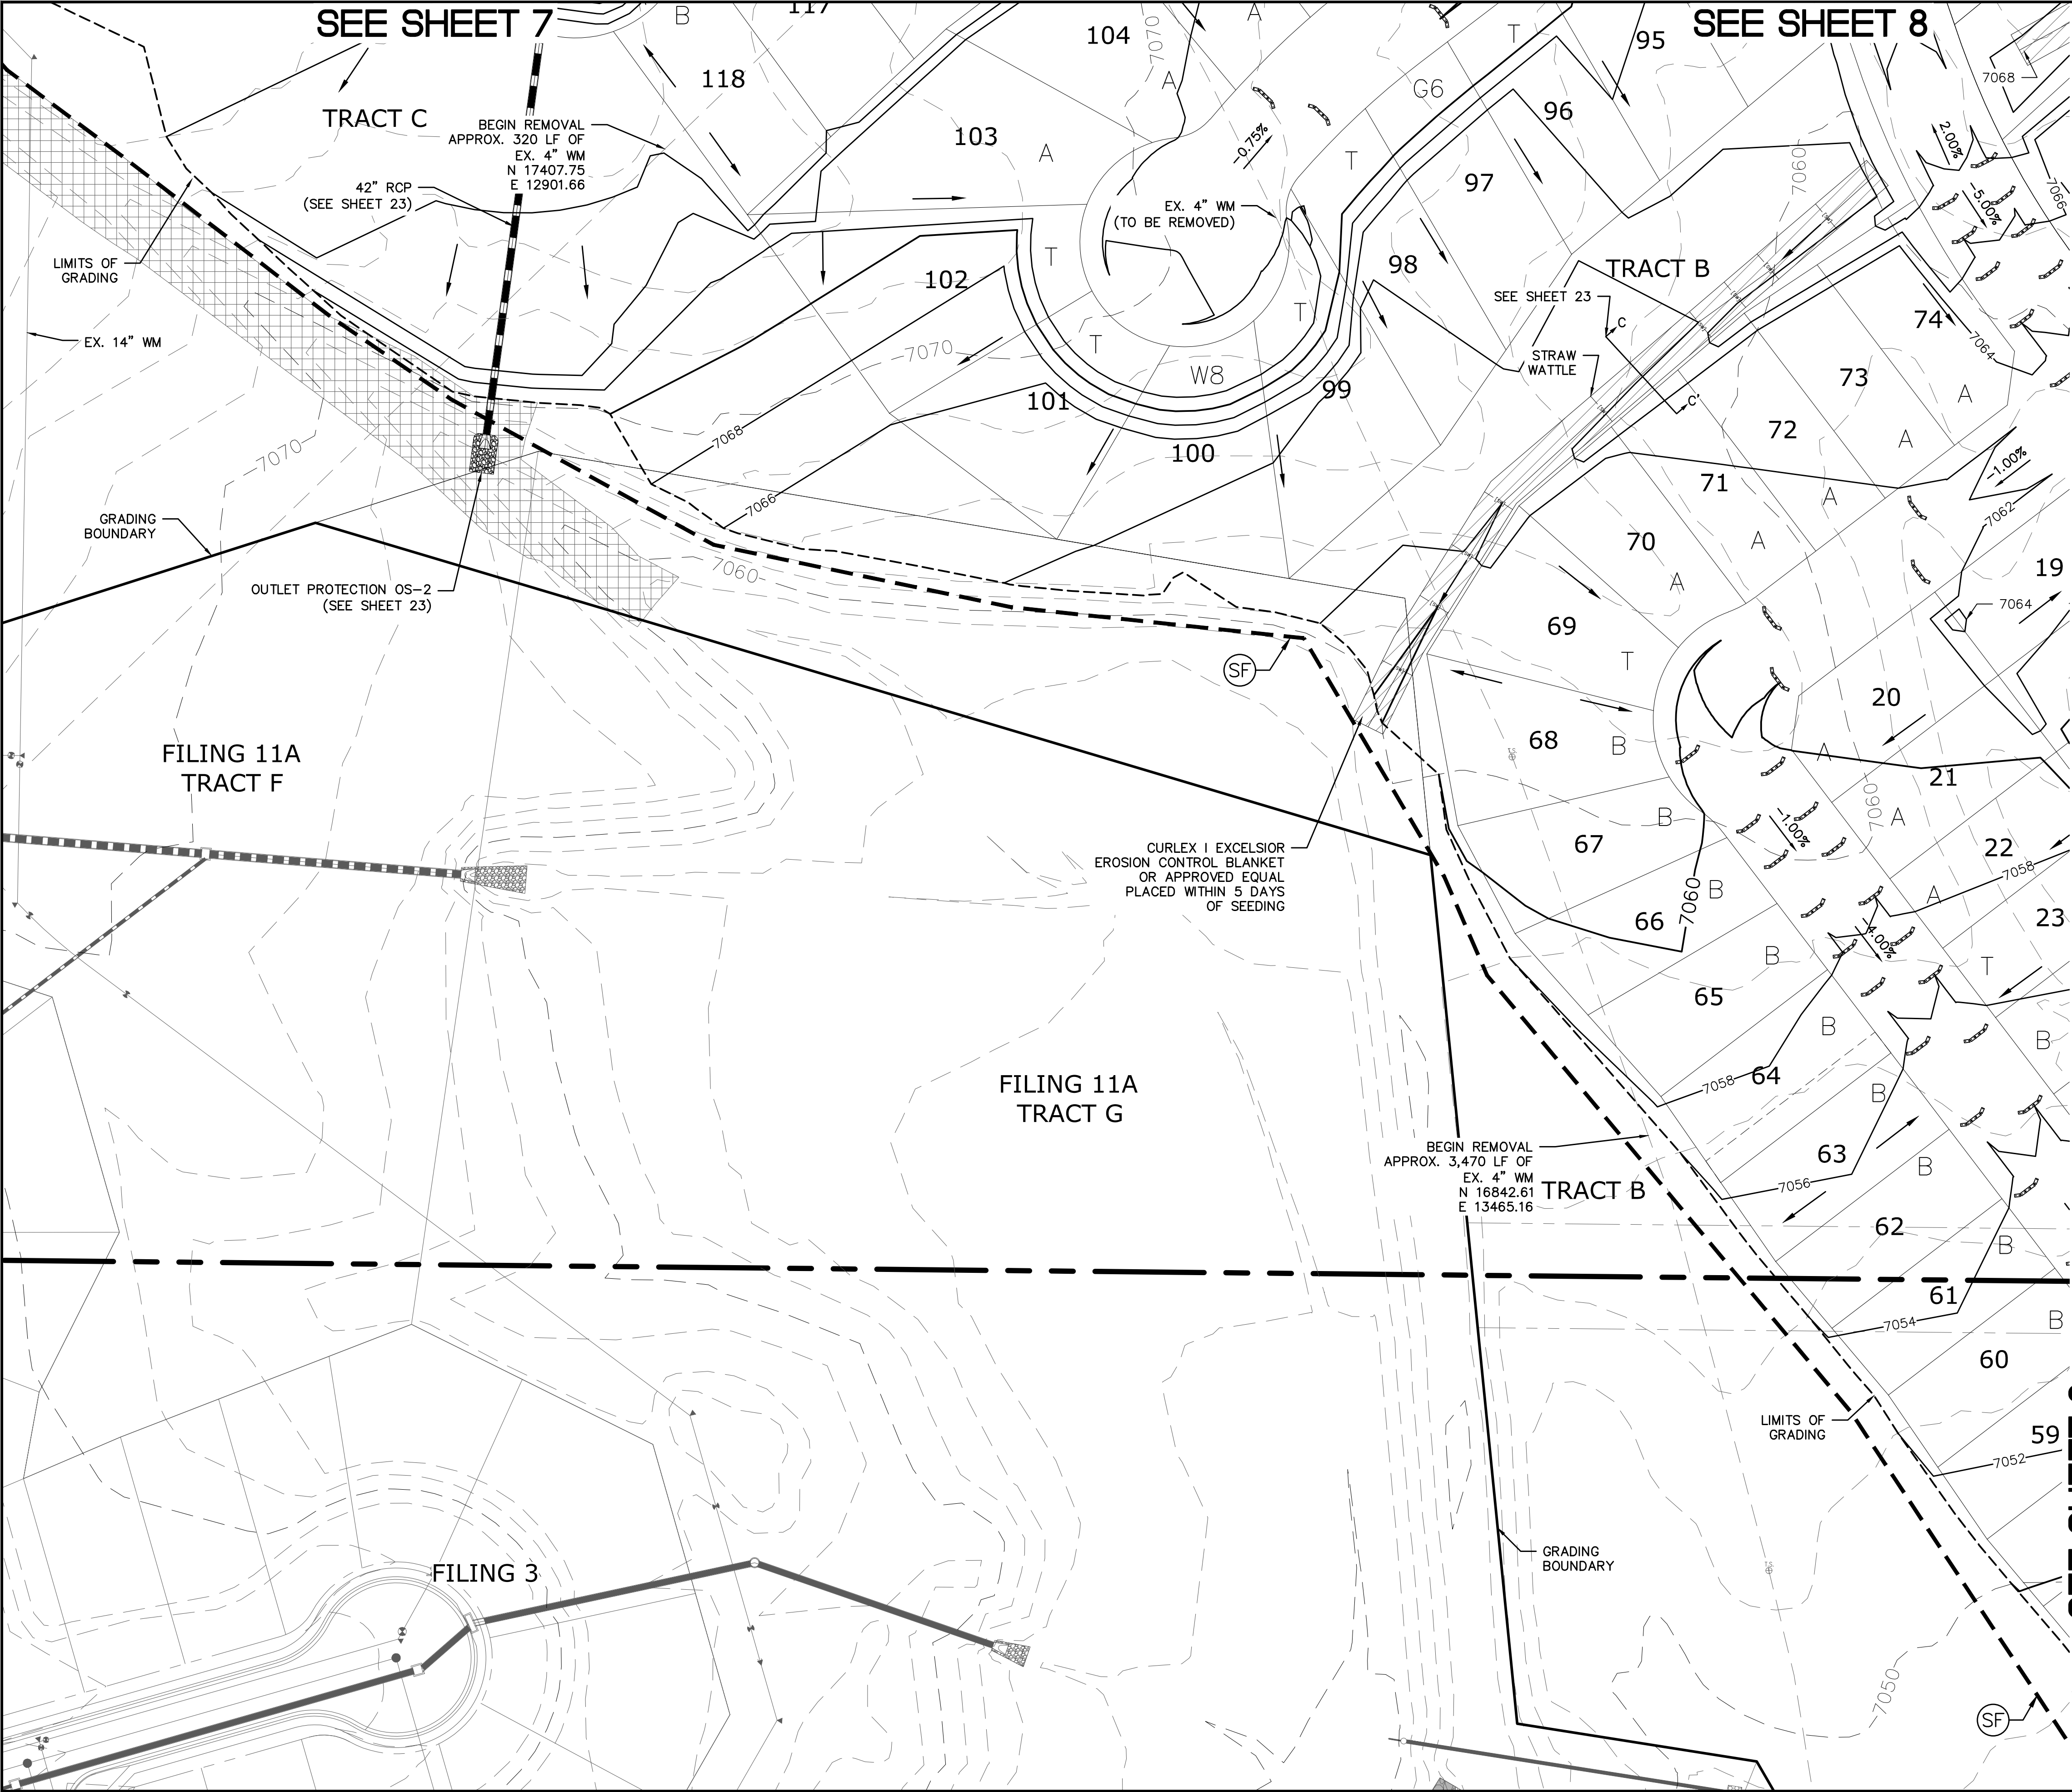 SEE SHEET 7
SEE SHEET 8
B
117
104
7070
A
A
T
95
7068
118
TRACT C
BEGIN REMOVAL
APPROX. 320 LF OF
EX. 4" WM
N 17407.75
E 12901.66
103
A
-0.75%
G6
T
96
7060
2.00%
-5.00%
7066
42" RCP
(SEE SHEET 23)
97
EX. 4" WM
(TO BE REMOVED)
LIMITS OF
GRADING
102
T
98
T
TRACT B
SEE SHEET 23
C
C'
STRAW
WATTLE
74
7064
EX. 14" WM
7070
T
W8
99
101
73
A
72
A
7068
7070
100
71
A
-1.00%
7062
7066
GRADING
BOUNDARY
70
A
A
19
7064
7060
OUTLET PROTECTION OS-2
(SEE SHEET 23)
69
T
SF
20
68
B
A
FILING 11A
TRACT F
21
7060
A
B
67
-1.00%
22
7058
CURLEX I EXCELSIOR
EROSION CONTROL BLANKET
OR APPROVED EQUAL
PLACED WITHIN 5 DAYS
OF SEEDING
B
7060
66
A
23
-4.00%
B
T
65
B
B
FILING 11A
TRACT G
7058
64
B
BEGIN REMOVAL
APPROX. 3,470 LF OF
EX. 4" WM
N 16842.61
E 13465.16
TRACT B
63
B
7056
62
B
61
B
7054
60
LIMITS OF
GRADING
59
7052
GRADING
BOUNDARY
FILING 3
7050
SF